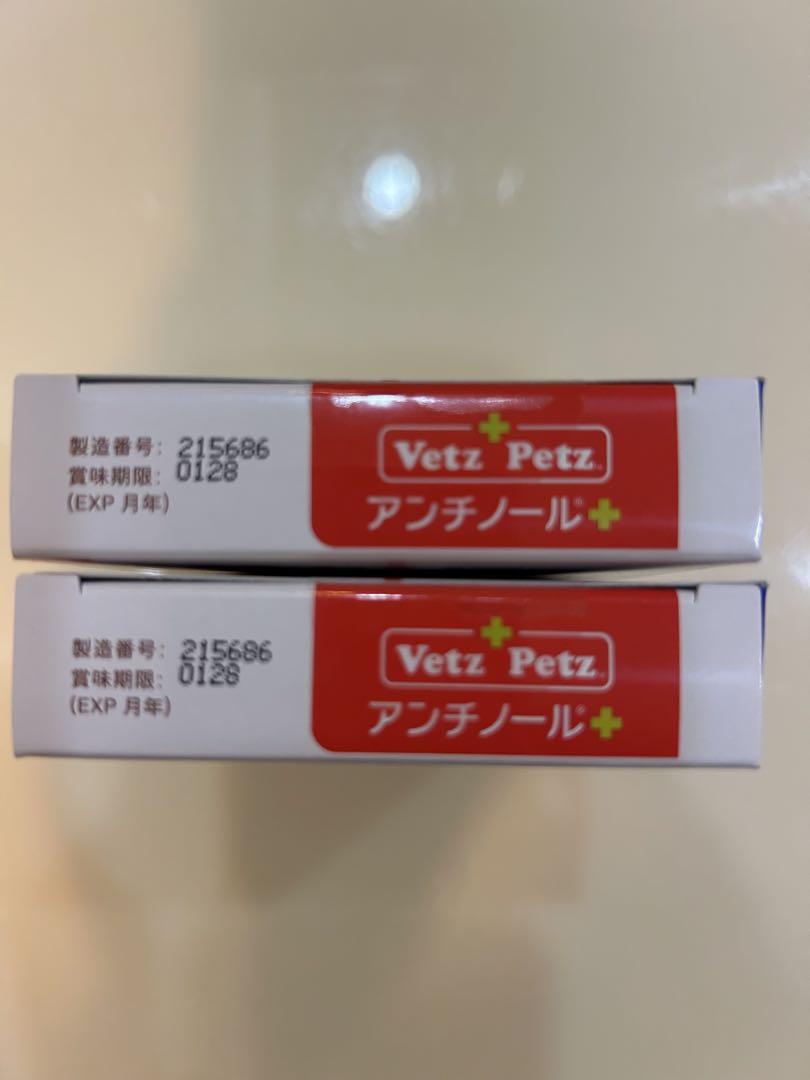 製造番号: 215686
賞味期限: 0128
(EXP 月年)
Vetz Petz
アンチノール®+
製造番号: 215686
賞味期限: 0128
(EXP 月年)
Vetz Petz
アンチノール®+